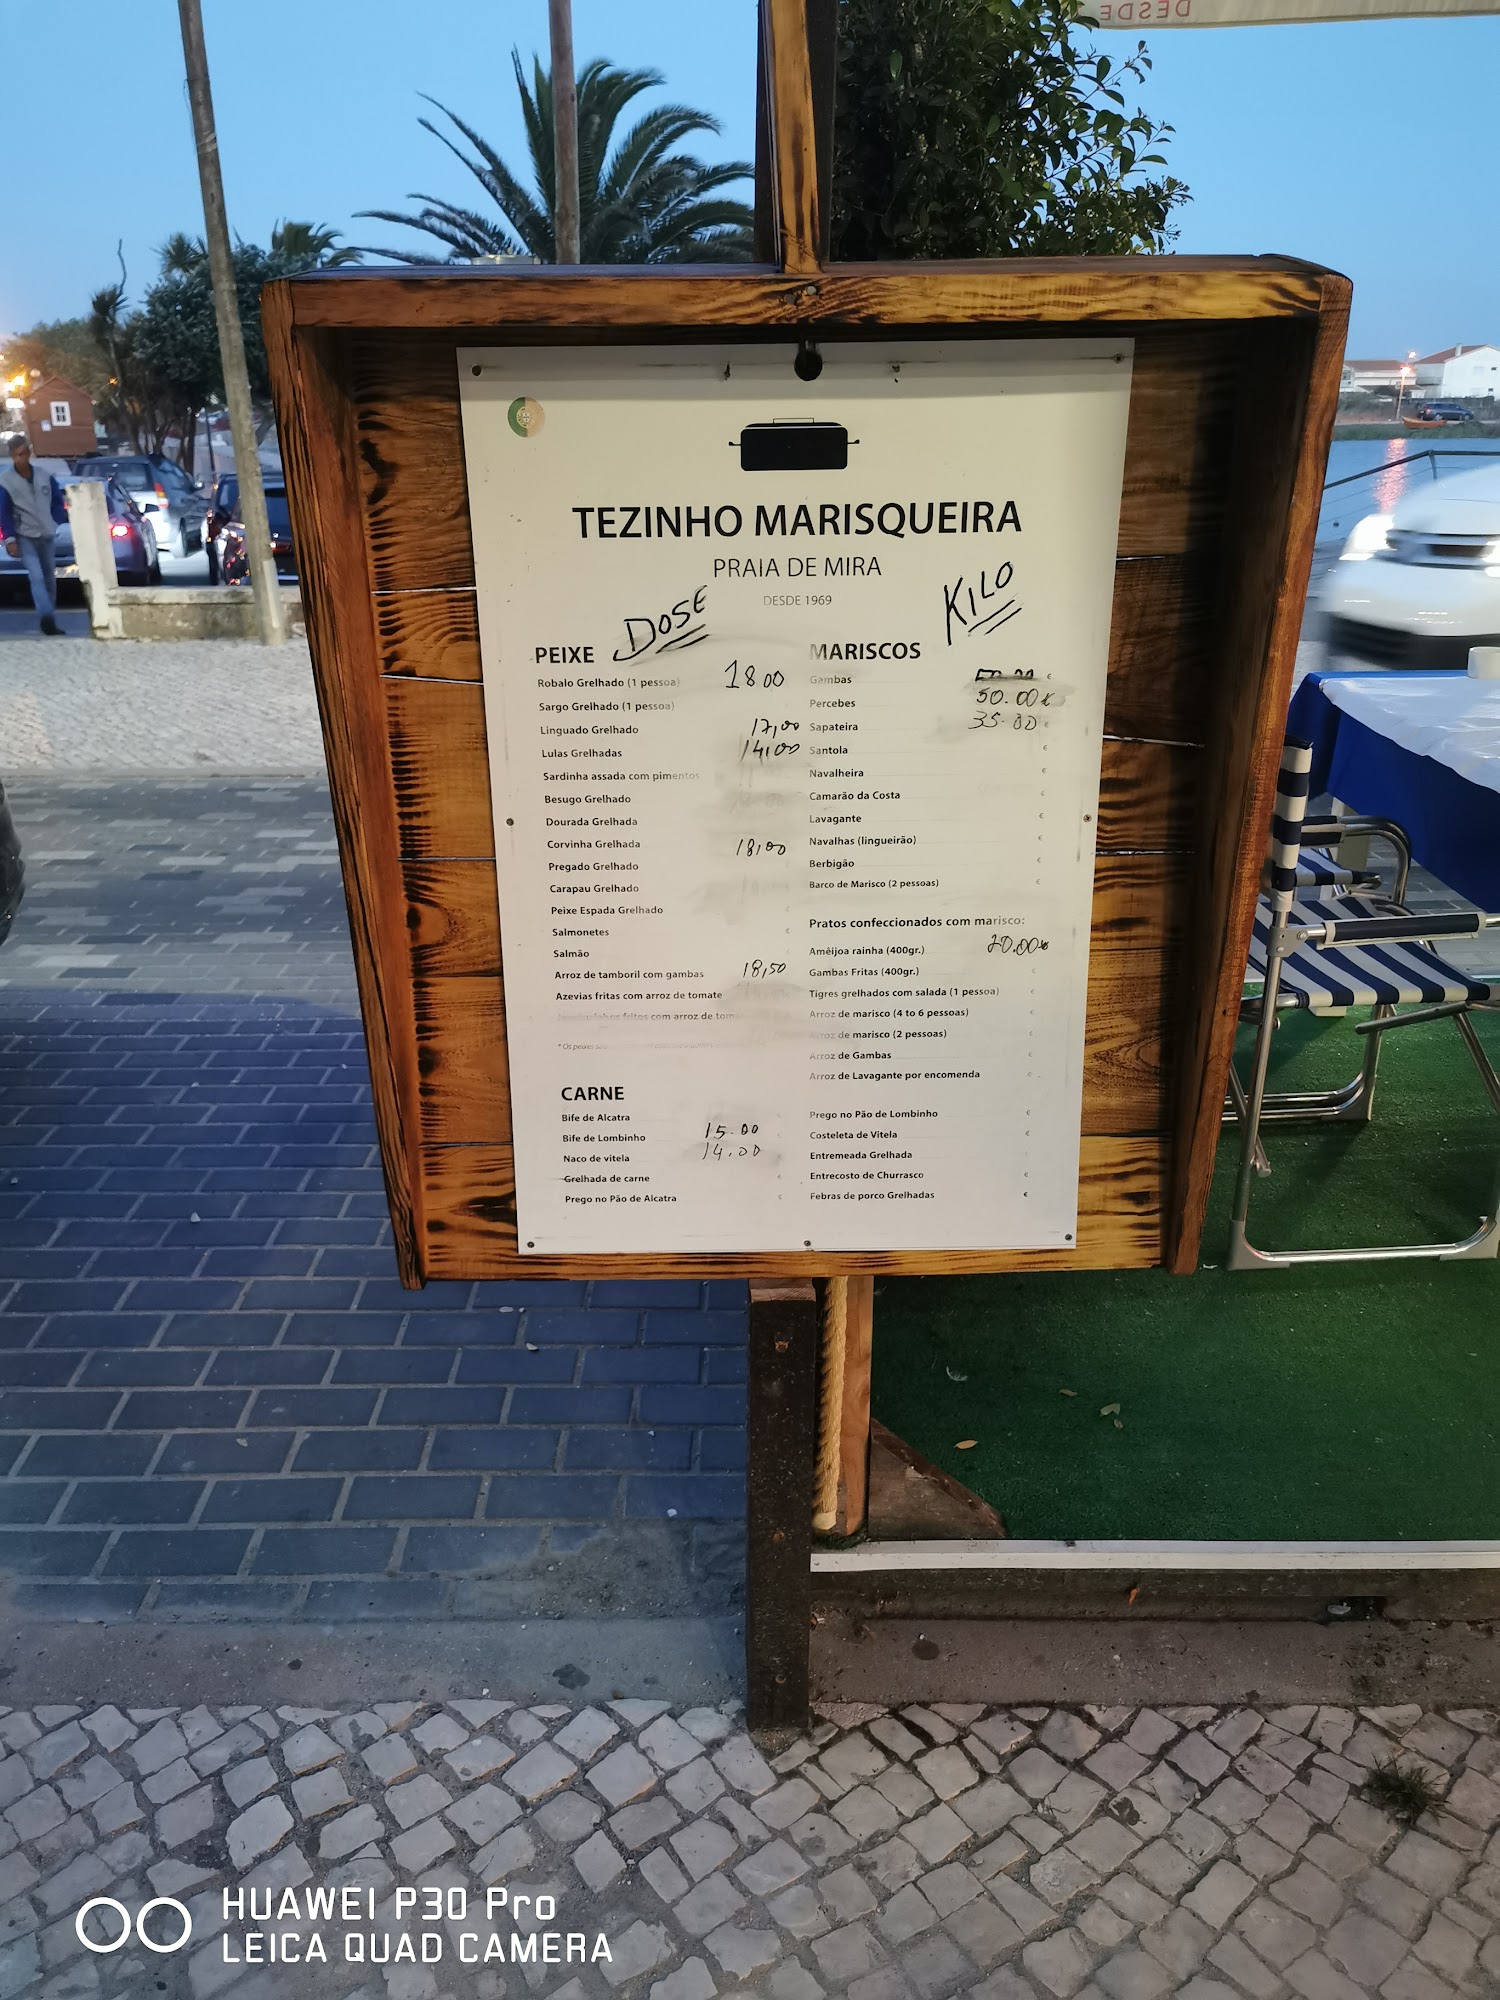 DESDE
TEZINHO MARISQUEIRA
PRAIA DE MIRA
DESDE 1969
PEIXE DOSE
Robalo Grelhado (1 pessoa) 18 00
Sargo Grelhado (1 pessoa)
Linguado Grelhado 17,00
Lulas Grelhadas 14,00
Sardinha assada com pimentos
Besugo Grelhado
Dourada Grelhada
Corvinha Grelhada 18,00
Pregado Grelhado
Carapau Grelhado
Peixe Espada Grelhado
Salmonetes €
Salmão €
Arroz de tamboril com gambas 18,50
Azevias fritas com arroz de tomate
fritos com arroz de
* Os peixes
CARNE
Bife de Alcatra
Bife de Lombinho 15.00
Naco de vitela 14.00
Grelhada de carne €
Prego no Pão de Alcatra €
MARISCOS KILO
Gambas €
Percebes 50.00€
Sapateira 35.00 €
Santola €
Navalheira €
Camarão da Costa €
Lavagante €
Navalhas (lingueirão) €
Berbigão €
Barco de Marisco (2 pessoas) €
Pratos confeccionados com marisco:
Amêijoa rainha (400gr.) 20.00€
Gambas Fritas (400gr.) €
Tigres grelhados com salada (1 pessoa) €
Arroz de marisco (4 to 6 pessoas) €
Arroz de marisco (2 pessoas) €
Arroz de Gambas €
Arroz de Lavagante por encomenda €
Prego no Pão de Lombinho €
Costeleta de Vitela €
Entremeada Grelhada
Entrecosto de Churrasco €
Febras de porco Grelhadas €
HUAWEI P30 Pro
LEICA QUAD CAMERA